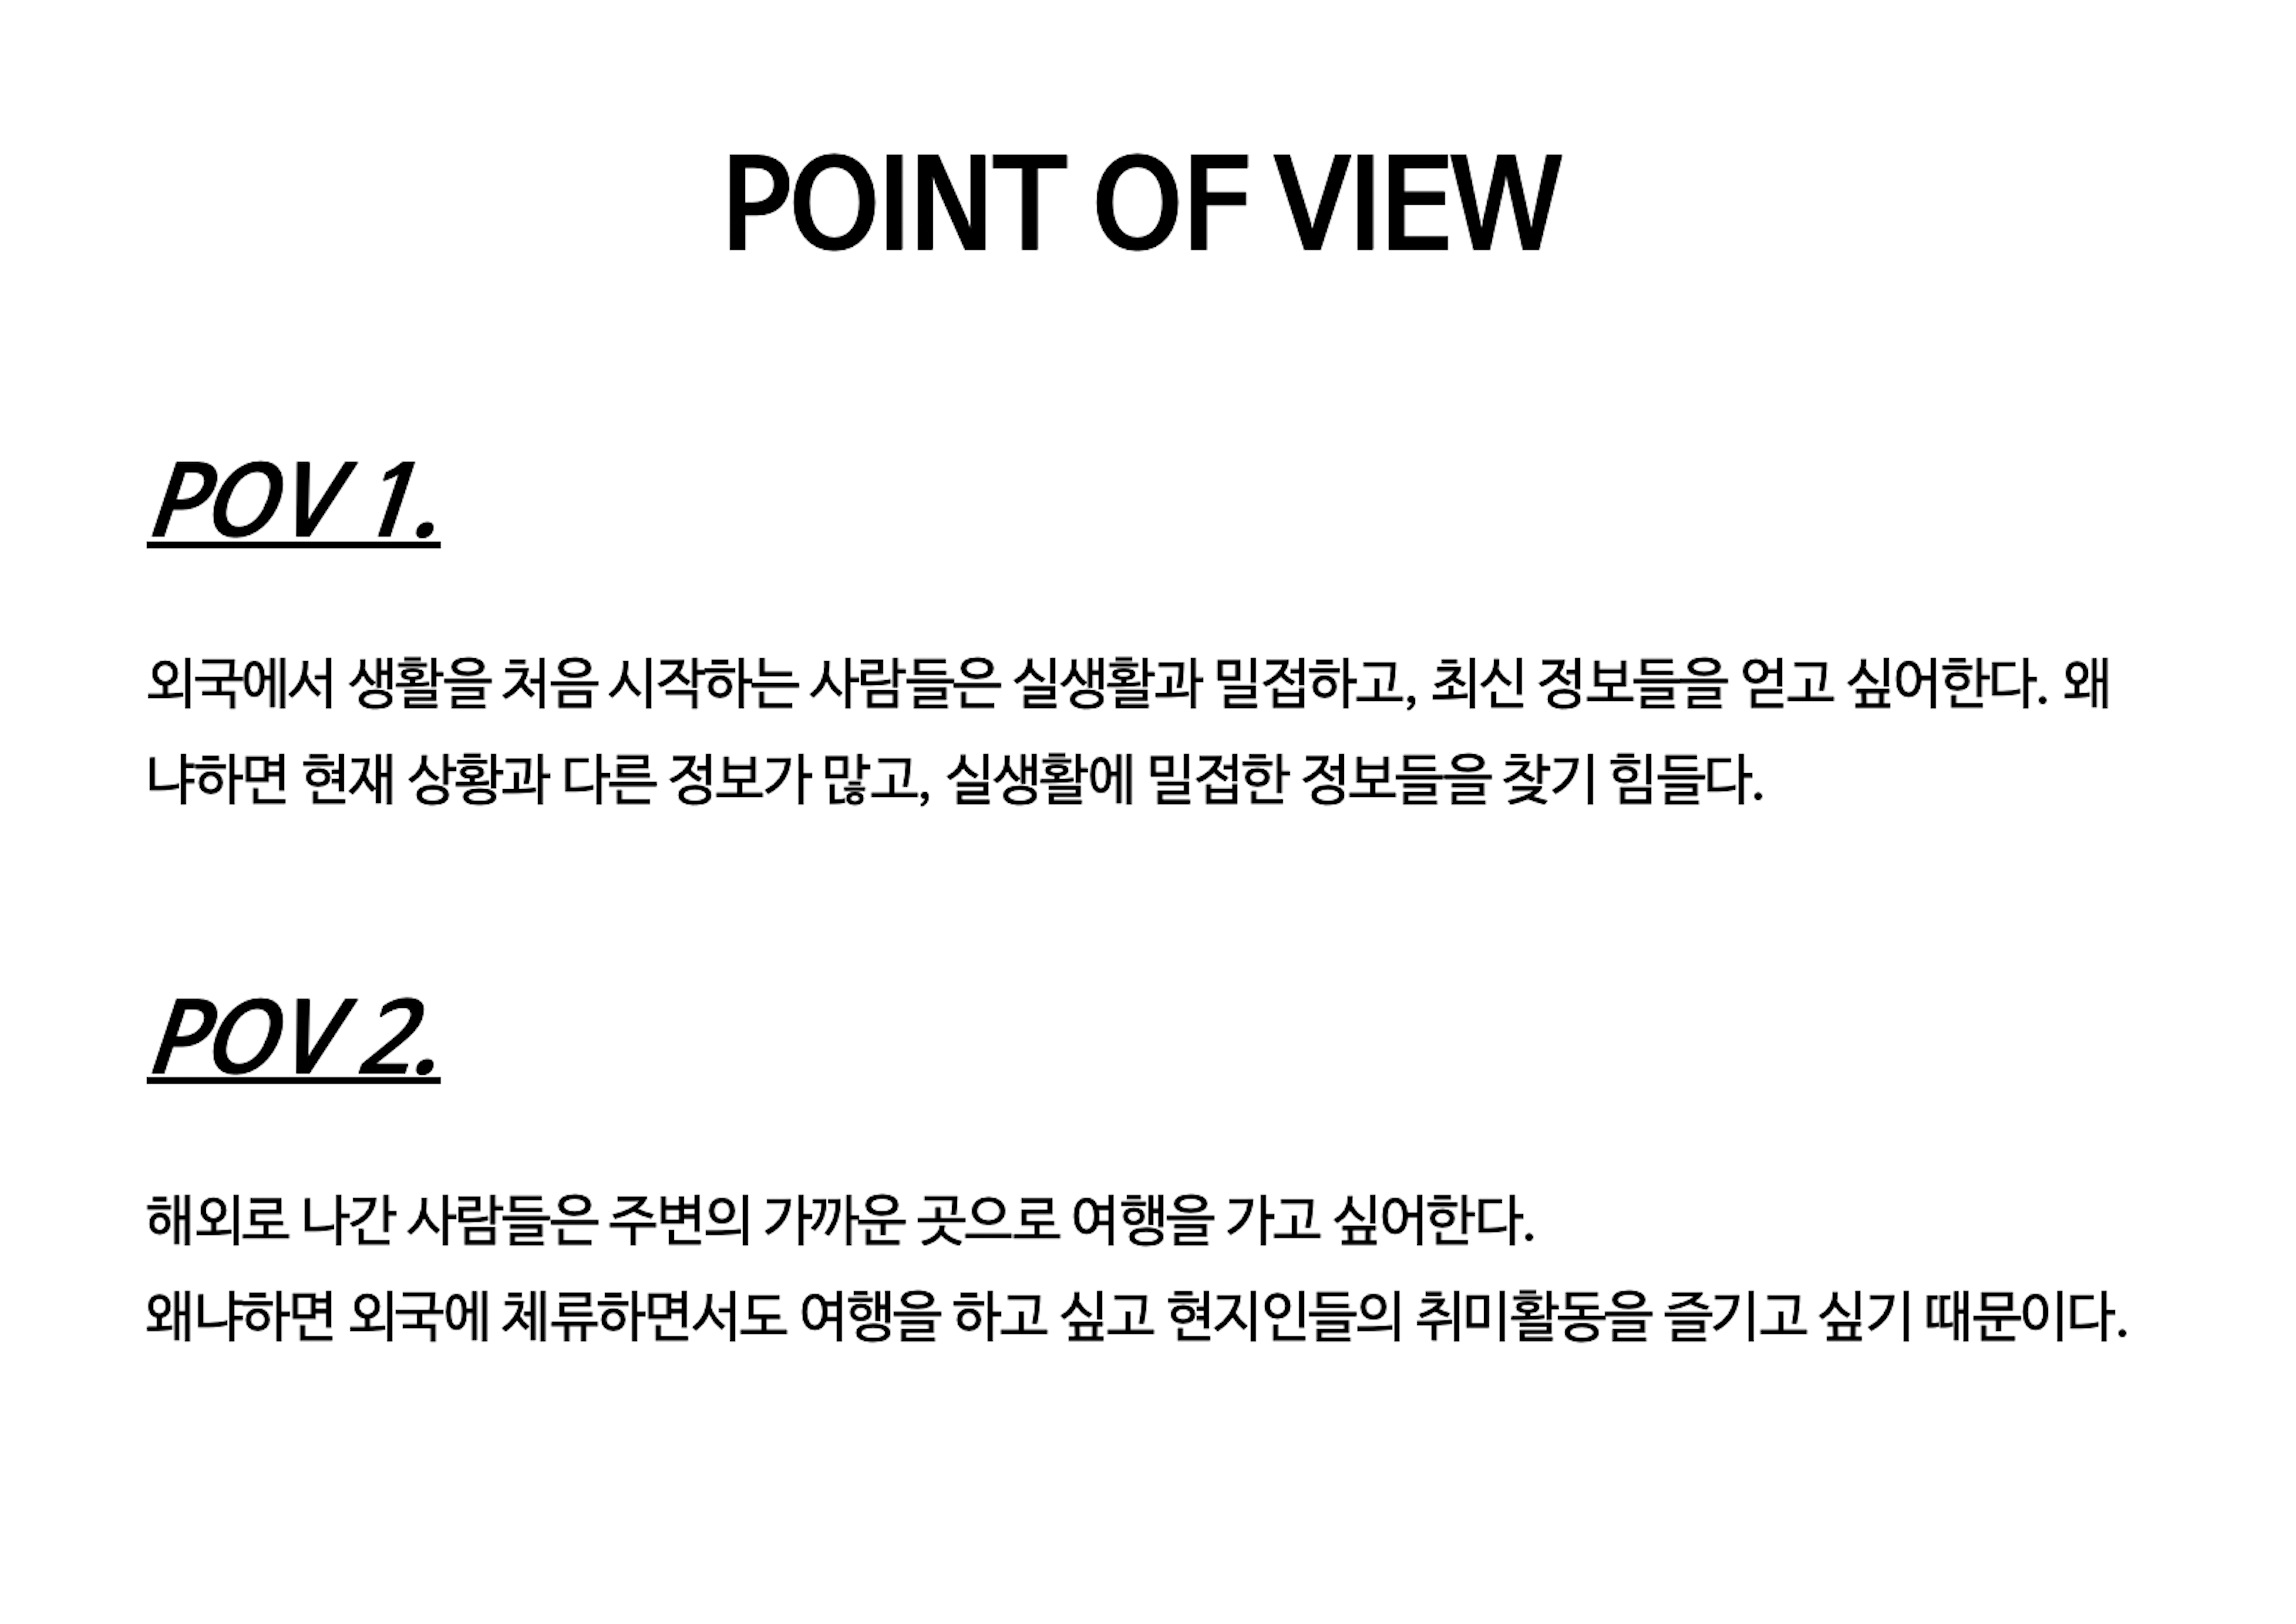 POINT OF VIEW
POV 1.
외국에서 생활을 처음 시작하는 사람들은 실생활과 밀접하고, 최신 정보들을 얻고 싶어한다. 왜
냐하면 현재 상황과 다른 정보가 많고, 실생활에 밀접한 정보들을 찾기 힘들다.
POV 2.
해외로 나간 사람들은 주변의 가까운 곳으로 여행을 가고 싶어한다.
왜냐하면 외국에 체류하면서도 여행을 하고 싶고 현지인들의 취미활동을 즐기고 싶기 때문이다.